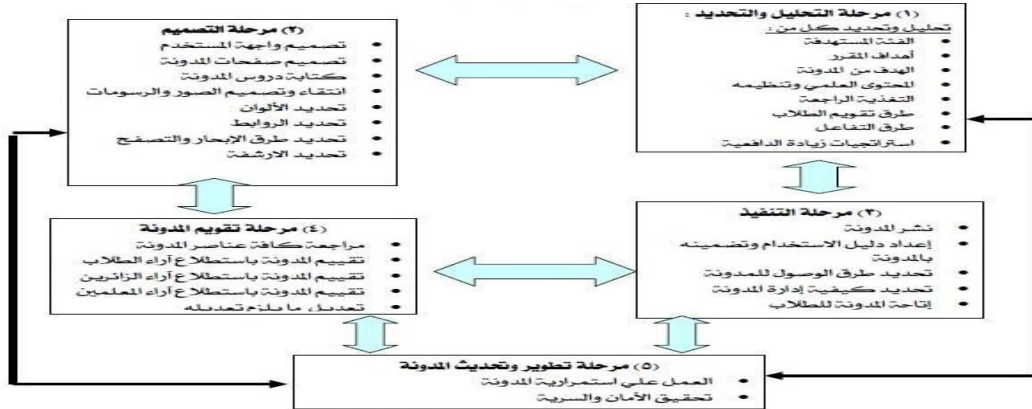 (١) مرحلة التحليل والتحديد :
تحليل وتحديد كل من :
• الفئة المستهدفة
• أهداف المقرر
• الهدف من المدونة
• المحتوى العلمي وتنظيمه
• التغذية الراجعة
• طرق تقويم الطلاب
• طرق التفاعل
• استراتجيات زيادة الدافعية
(٢) مرحلة التصميم
• تصميم واجهة المستخدم
• تصميم صفحات المدونة
• كتابة دروس المدونة
• انتقاء وتصميم الصور والرسومات
• تحديد الألوان
• تحديد الروابط
• تحديد طرق الإبحار والتصفح
• تحديد الارشفة
(٣) مرحلة التنفيذ
• نشر المدونة
• إعداد دليل الاستخدام وتضمينه
بالمدونة
• تحديد طرق الوصول للمدونة
• تحديد كيفية إدارة المدونة
• إتاحة المدونة للطلاب
(٤) مرحلة تقويم المدونة
• مراجعة كافة عناصر المدونة
• تقييم المدونة باستطلاع آراء الطلاب
• تقييم المدونة باستطلاع آراء الزائرين
• تقييم المدونة باستطلاع آراء المعلمين
• تعديل ما يلزم تعديله
(٥) مرحلة تطوير وتحديث المدونة
• العمل علي استمرارية المدونة
• تحقيق الأمان والسرية